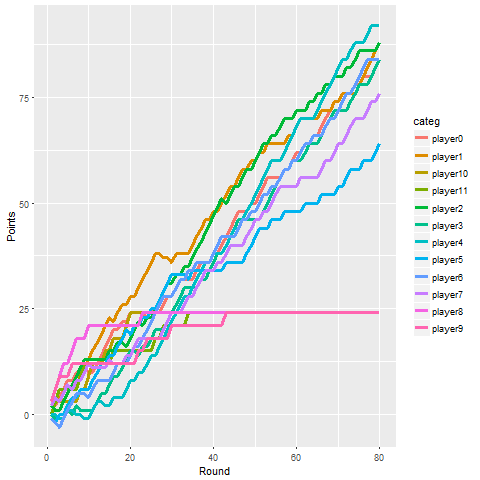 75
50
25
0
Points
0
20
40
60
80
Round
categ
player0
player1
player10
player11
player2
player3
player4
player5
player6
player7
player8
player9